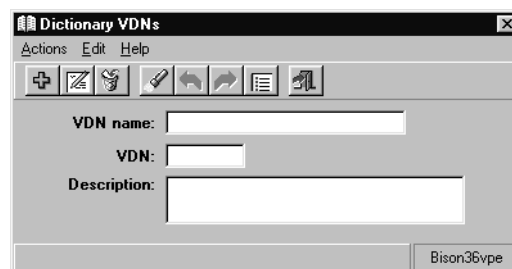 Dictionary VDNs
Actions Edit Help
VDN name:
VDN:
Description:
Bison36vpe